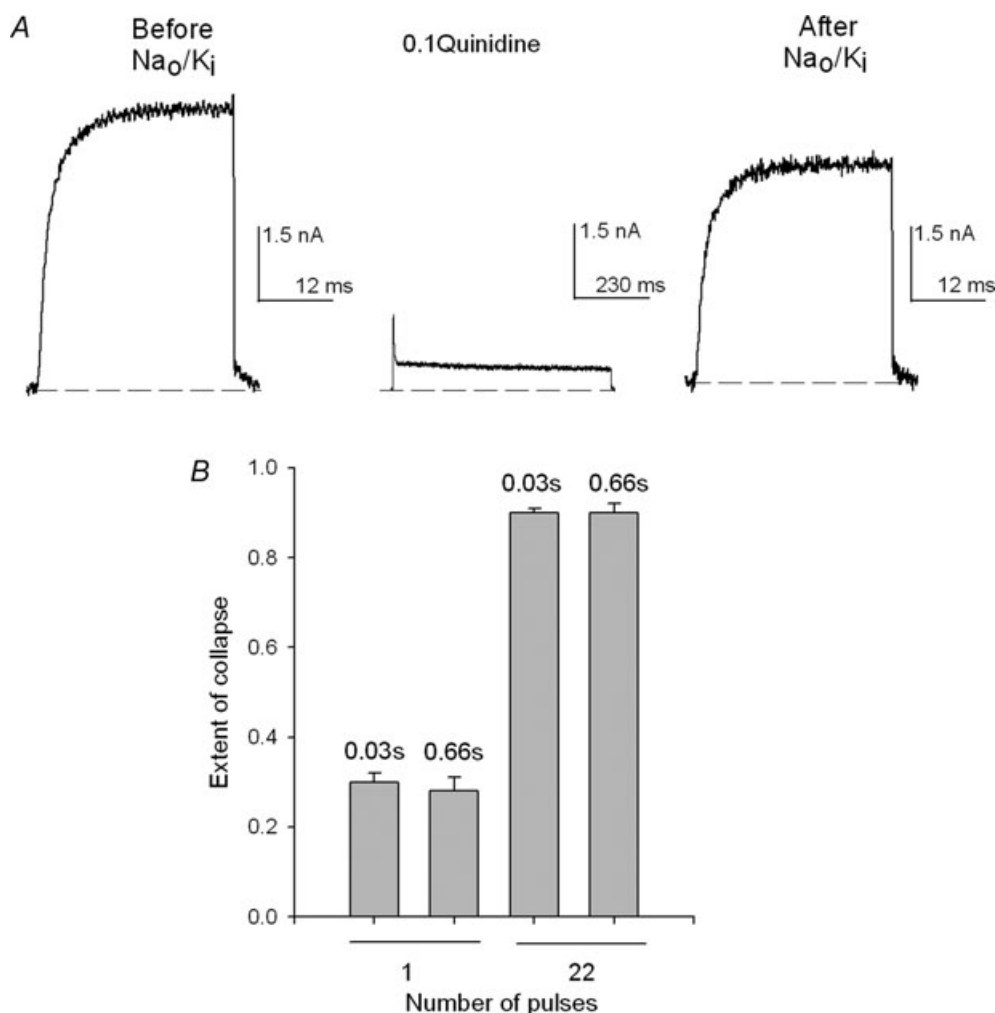 A
Before
Nao/Ki
0.1Quinidine
After
Nao/Ki
1.5 nA
12 ms
1.5 nA
230 ms
1.5 nA
12 ms
B
Extent of collapse
1.0
0.8
0.6
0.4
0.2
0.0
0.03s
0.66s
0.03s
0.66s
1
22
Number of pulses